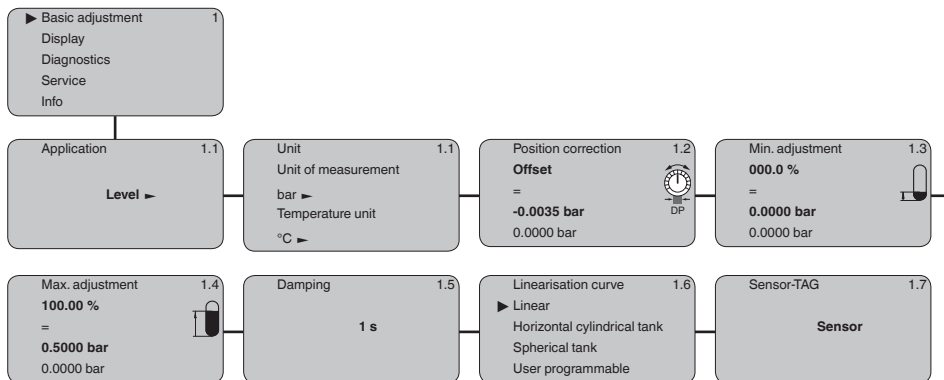 ▶ Basic adjustment 1
Display
Diagnostics
Service
Info
Application 1.1
Level ►
Unit 1.1
Unit of measurement
bar ►
Temperature unit
°C ►
Position correction 1.2
Offset
=
-0.0035 bar
0.0000 bar
DP
Min. adjustment 1.3
000.0 %
=
0.0000 bar
0.0000 bar
Max. adjustment 1.4
100.00 %
=
0.5000 bar
0.0000 bar
Damping 1.5
1 s
Linearisation curve 1.6
▶ Linear
Horizontal cylindrical tank
Spherical tank
User programmable
Sensor-TAG 1.7
Sensor